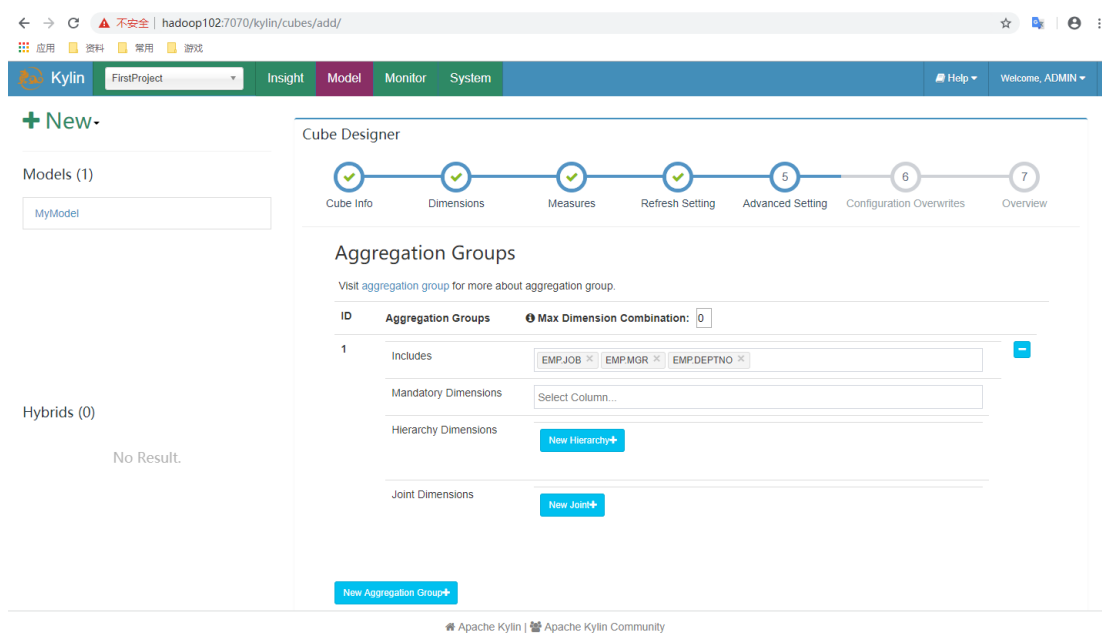 不安全 | hadoop102:7070/kylin/cubes/add/
应用 资料 常用 游戏
Kylin FirstProject Insight Model Monitor System Help Welcome, ADMIN
New
Cube Designer
Models (1)
5 6 7
Cube Info Dimensions Measures Refresh Setting Advanced Setting Configuration Overwrites Overview
MyModel
Aggregation Groups
Visit aggregation group for more about aggregation group.
ID Aggregation Groups Max Dimension Combination: 0
1 Includes EMP.JOB × EMP.MGR × EMP.DEPTNO ×
Mandatory Dimensions Select Column...
Hybrids (0)
Hierarchy Dimensions New Hierarchy+
No Result.
Joint Dimensions New Joint+
New Aggregation Group+
Apache Kylin | Apache Kylin Community